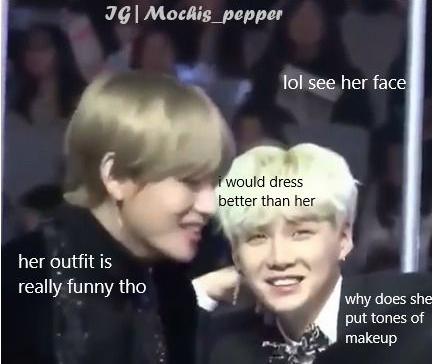 IG| Mochis_pepper
lol see her face
i would dress
better than her
her outfit is
really funny tho
why does she
put tones of
makeup